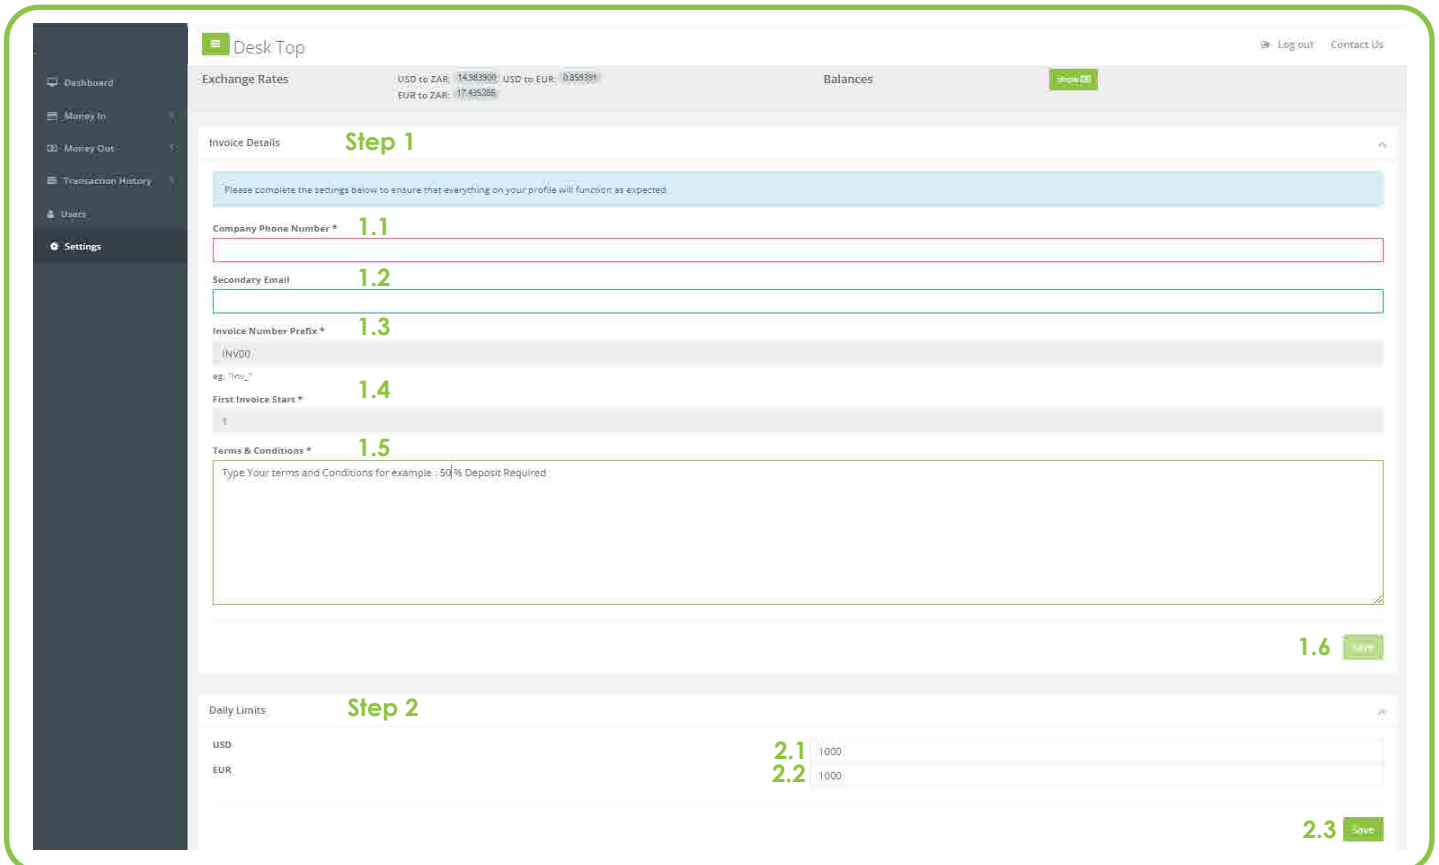 Desk Top
Log out Contact Us
Dashboard
Money In
Money Out
Transaction History
Users
Settings
Exchange Rates USD to ZAR: 14.983900 USD to EUR: 0.859391 Balances show
EUR to ZAR: 17.435286
Invoice Details Step 1
Please complete the settings below to ensure that everything on your profile will function as expected
Company Phone Number * 1.1
Secondary Email 1.2
Invoice Number Prefix * 1.3
INV00
eg: "Inv_"
First Invoice Start * 1.4
1
Terms & Conditions * 1.5
Type Your terms and Conditions for example : 50 % Deposit Required
1.6 Save
Daily Limits Step 2
USD 2.1 1000
EUR 2.2 1000
2.3 Save